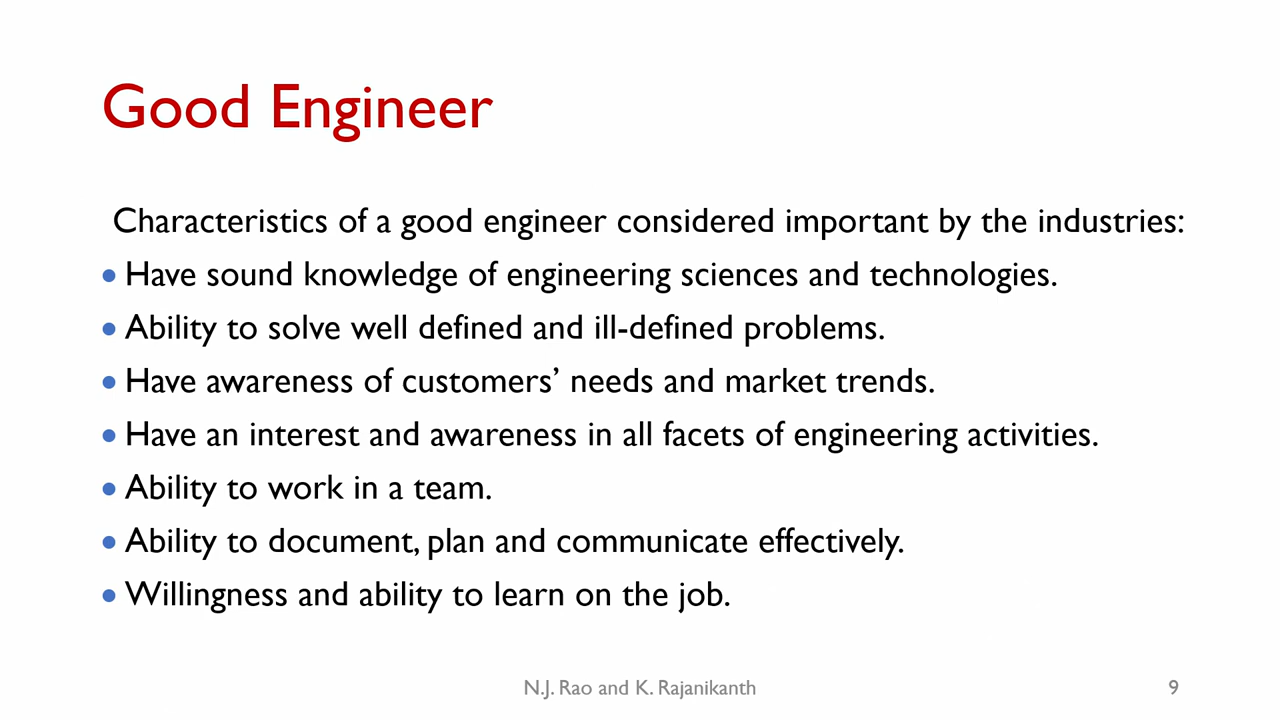 Good Engineer
Characteristics of a good engineer considered important by the industries:
• Have sound knowledge of engineering sciences and technologies.
• Ability to solve well defined and ill-defined problems.
• Have awareness of customers’ needs and market trends.
• Have an interest and awareness in all facets of engineering activities.
• Ability to work in a team.
• Ability to document, plan and communicate effectively.
• Willingness and ability to learn on the job.
N.J. Rao and K. Rajanikanth
9